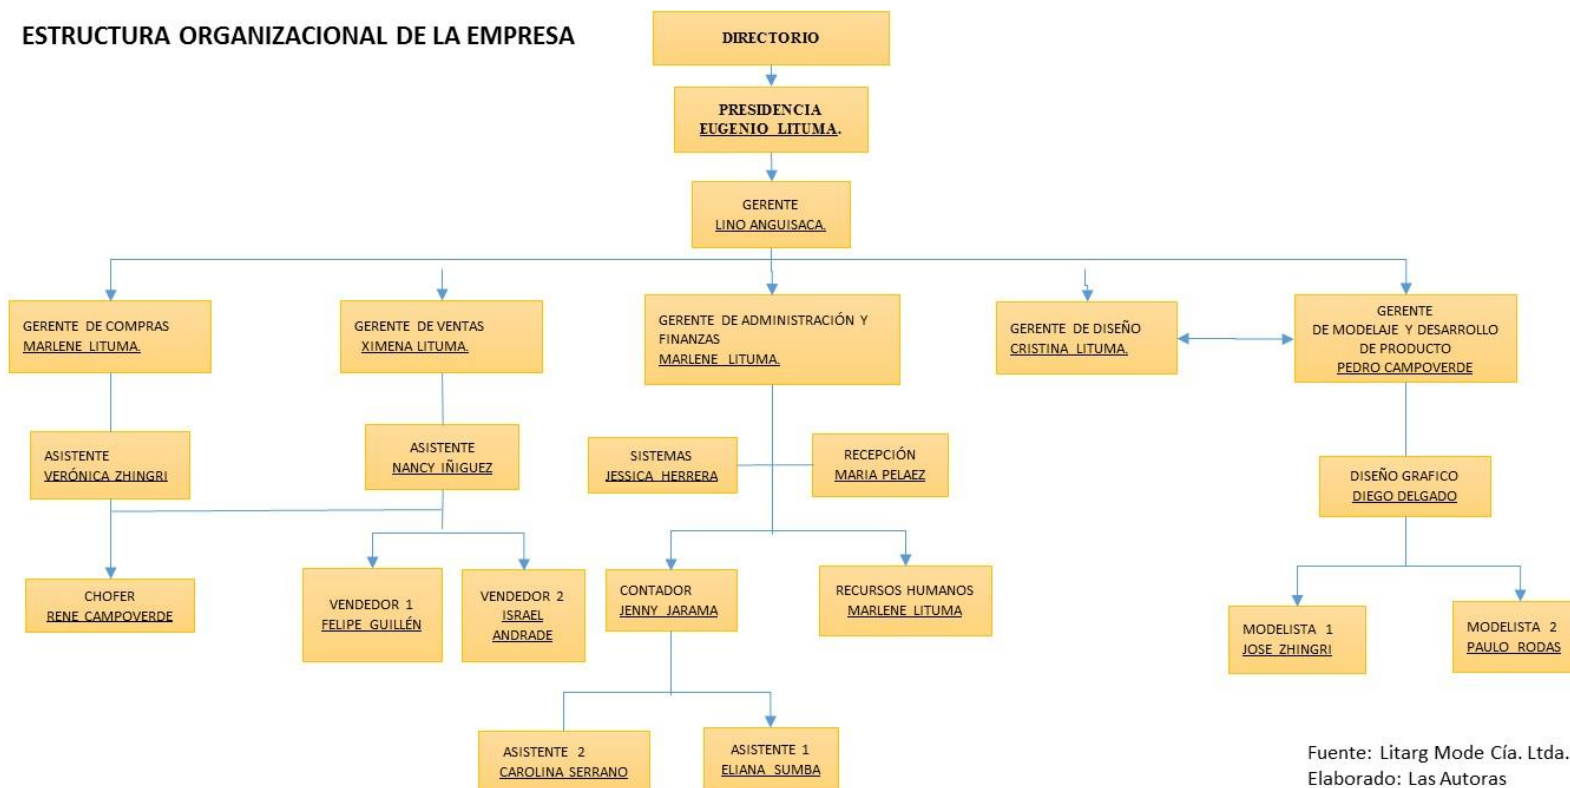 ESTRUCTURA ORGANIZACIONAL DE LA EMPRESA
DIRECTORIO
PRESIDENCIA
EUGENIO LITUMA.
GERENTE
LINO ANGUISACA.
GERENTE DE COMPRAS
MARLENE LITUMA.
GERENTE DE VENTAS
XIMENA LITUMA.
GERENTE DE ADMINISTRACIÓN Y
FINANZAS
MARLENE LITUMA.
GERENTE DE DISEÑO
CRISTINA LITUMA.
GERENTE
DE MODELAJE Y DESARROLLO
DE PRODUCTO
PEDRO CAMPOVERDE
ASISTENTE
VERÓNICA ZHINGRI
ASISTENTE
NANCY IÑIGUEZ
SISTEMAS
JESSICA HERRERA
RECEPCIÓN
MARIA PELAEZ
DISEÑO GRAFICO
DIEGO DELGADO
CHOFER
RENE CAMPOVERDE
VENDEDOR 1
FELIPE GUILLÉN
VENDEDOR 2
ISRAEL
ANDRADE
CONTADOR
JENNY JARAMA
RECURSOS HUMANOS
MARLENE LITUMA
MODELISTA 1
JOSE ZHINGRI
MODELISTA 2
PAULO RODAS
ASISTENTE 2
CAROLINA SERRANO
ASISTENTE 1
ELIANA SUMBA
Fuente: Litarg Mode Cía. Ltda.
Elaborado: Las Autoras